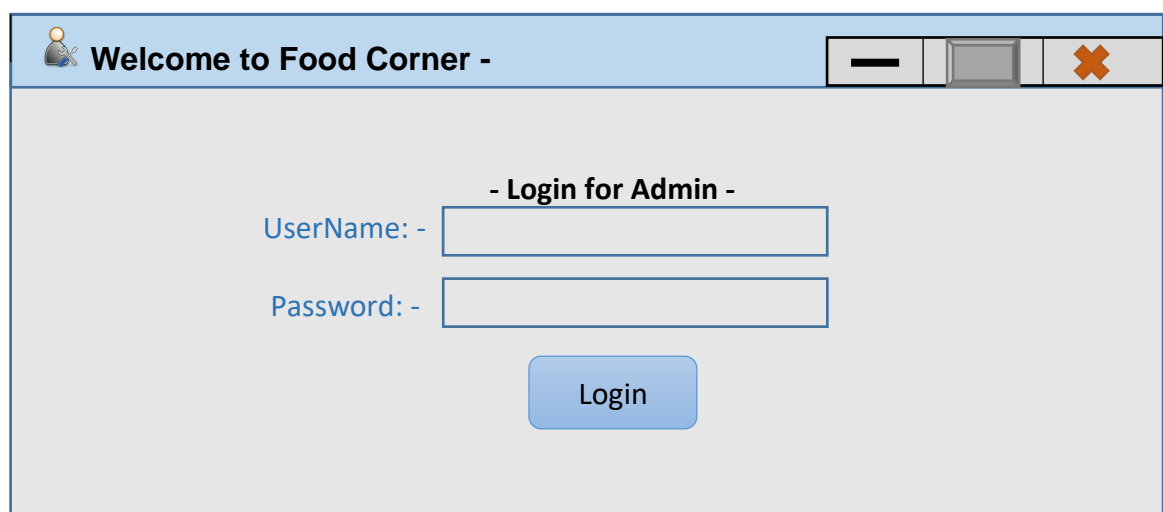 Welcome to Food Corner -
- Login for Admin -
UserName: -
Password: -
Login